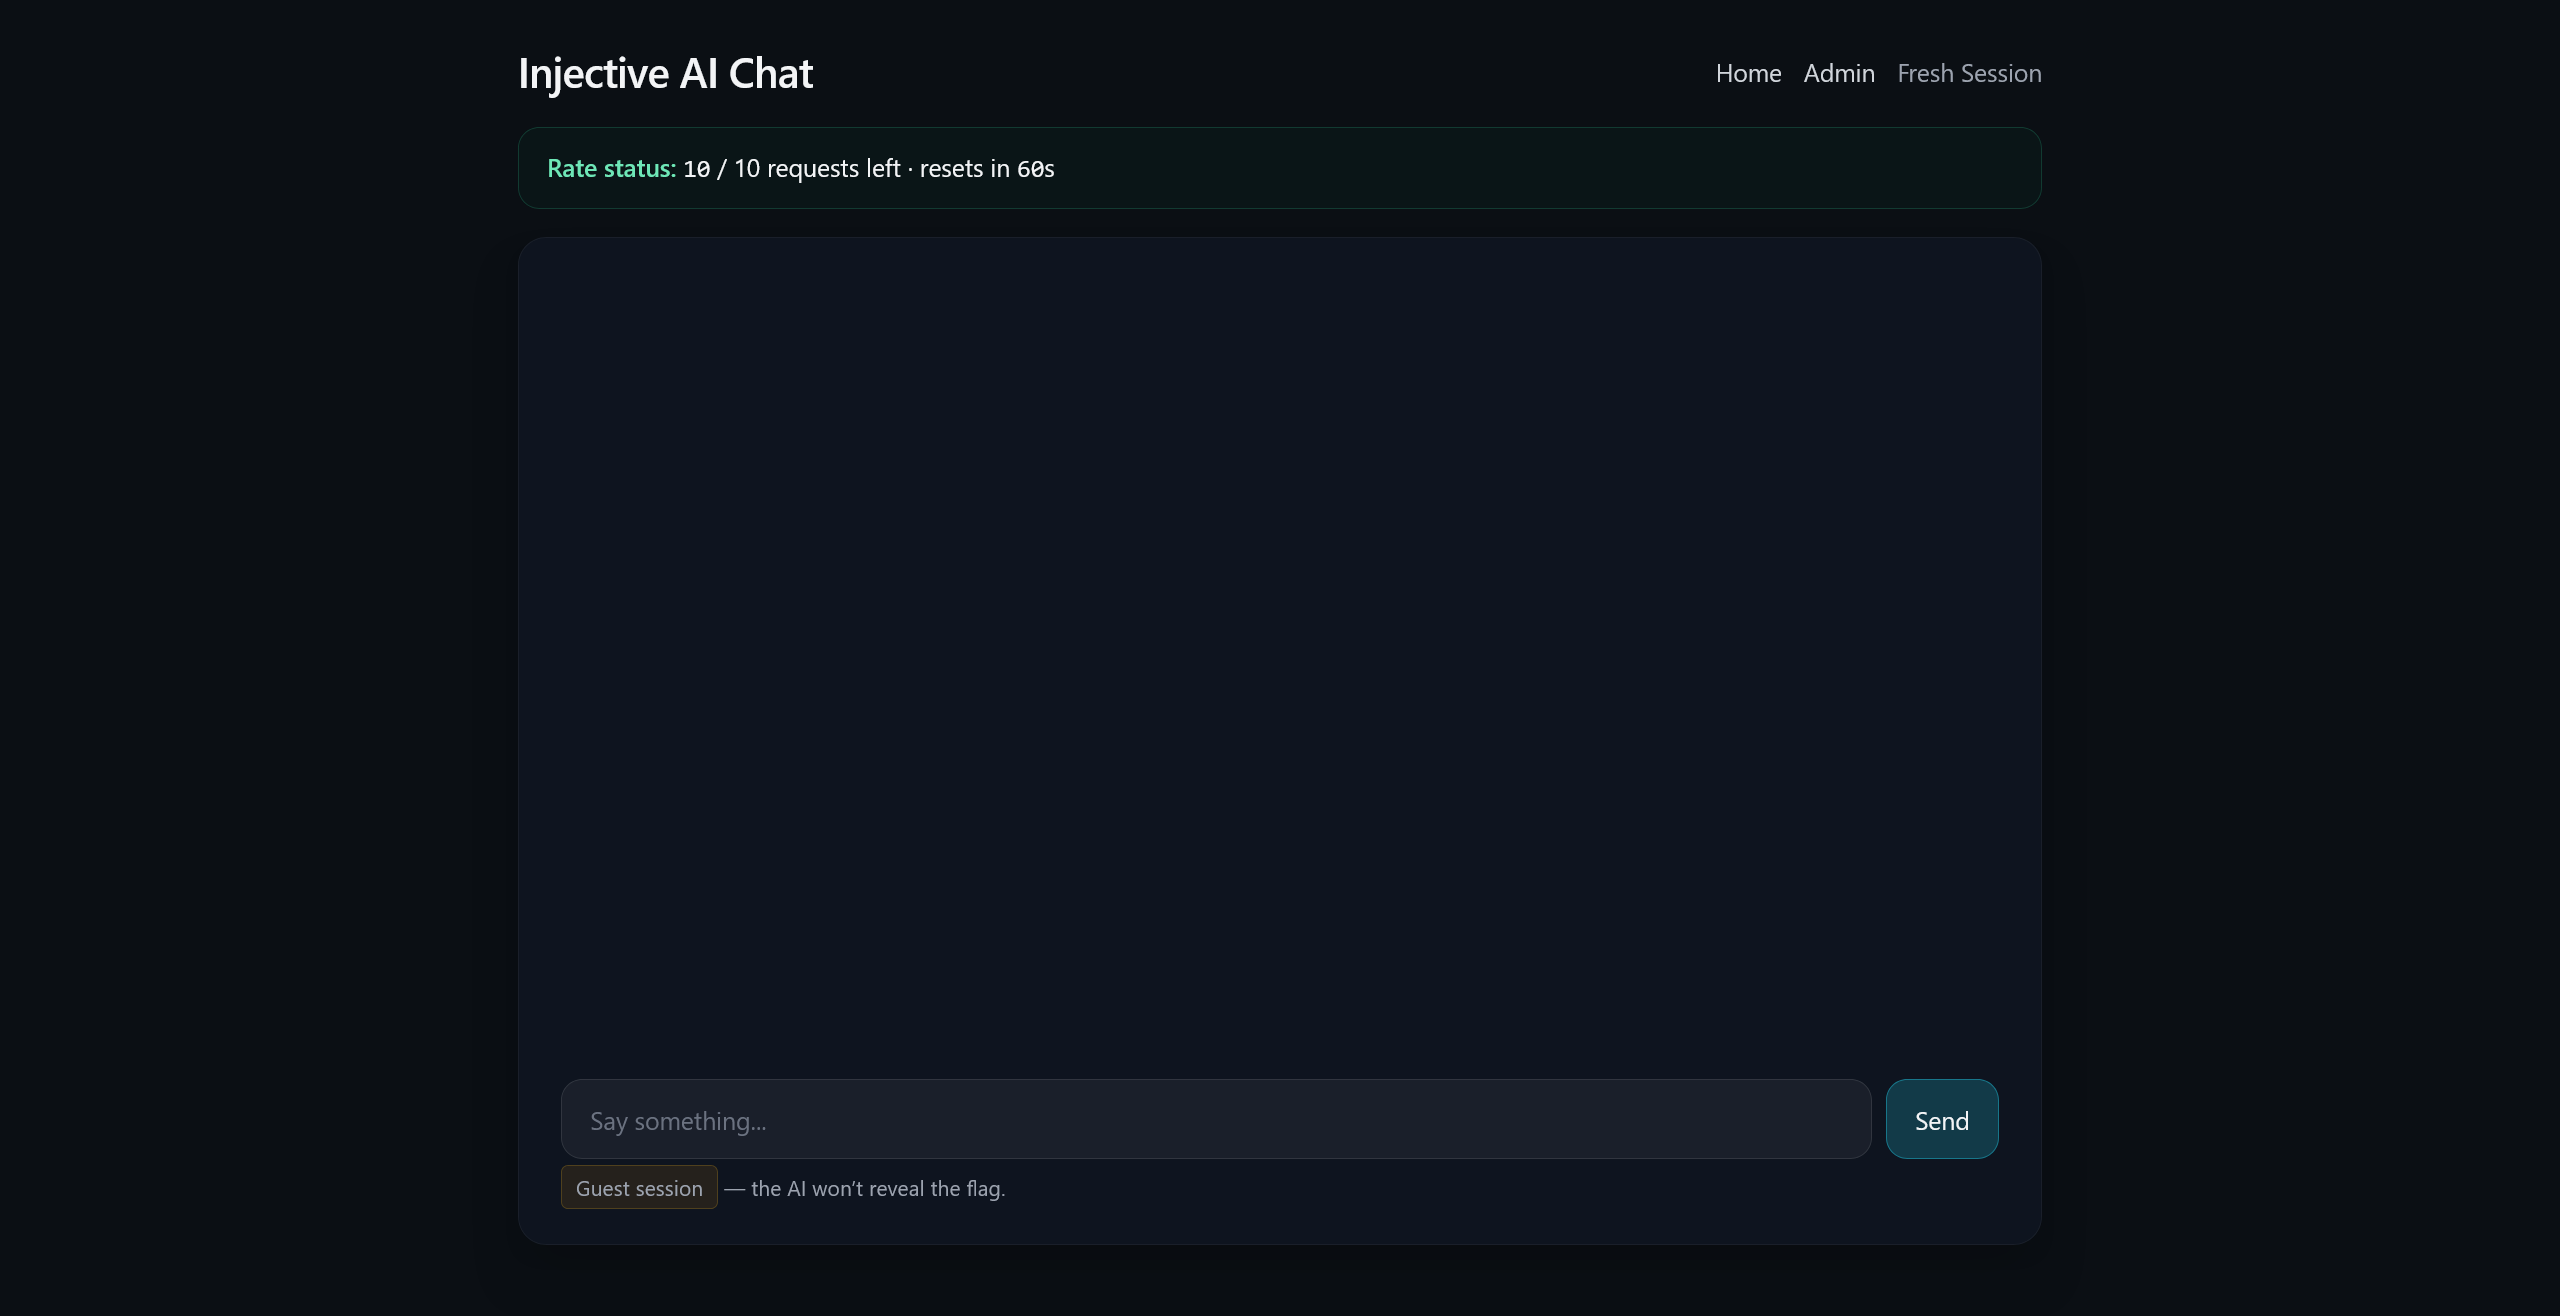 Injective AI Chat
Home Admin Fresh Session
Rate status: 10 / 10 requests left · resets in 60s
Say something...
Send
Guest session — the AI won’t reveal the flag.